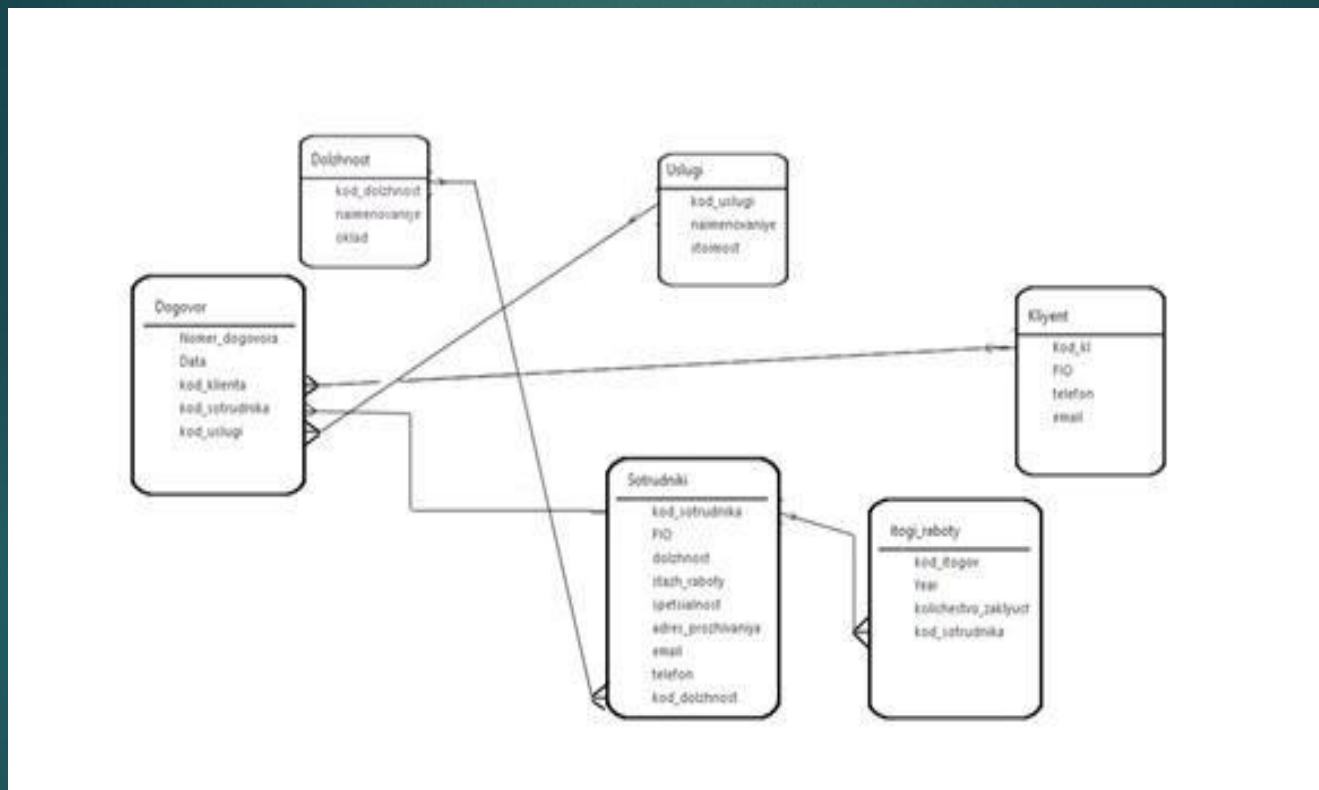 Dolzhnost
kod_dolzhnost
naimenovaniye
oklad
Uslugi
kod_uslugi
naimenovaniye
stoimost
Dogovor
Nomer_dogovora
Data
kod_klienta
kod_sotrudnika
kod_uslugi
Kliyent
Kod_kl
FIO
telefon
email
Sotrudniki
kod_sotrudnika
FIO
dolzhnost
stazh_raboty
spetsialnost
adres_prozhivaniya
email
telefon
kod_dolzhnost
itogi_raboty
kod_itogov
Year
kolichestvo_zaklyuct
kod_sotrudnika